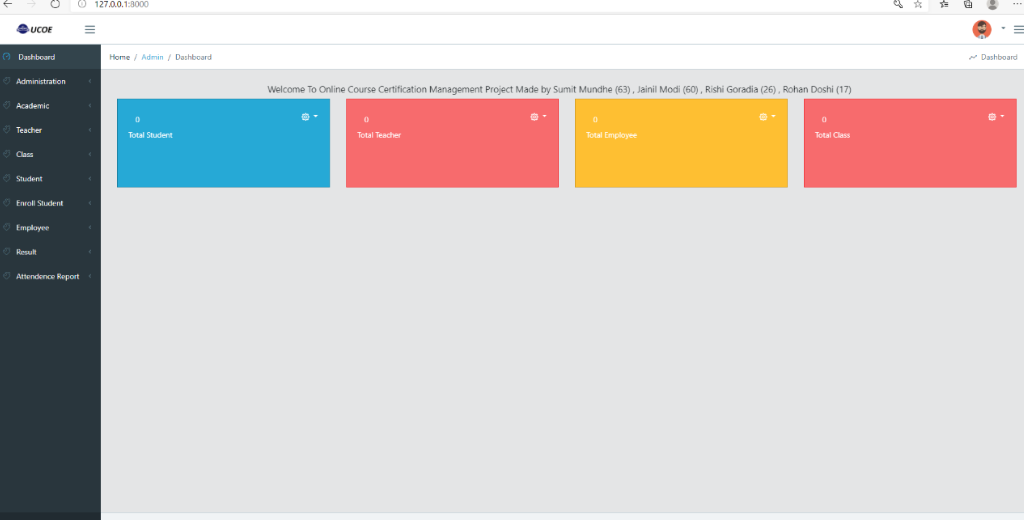 127.0.0.1:8000
UCOE
Dashboard
Administration
Academic
Teacher
Class
Student
Enroll Student
Employee
Result
Attendence Report
Home / Admin / Dashboard
Dashboard
Welcome To Online Course Certification Management Project Made by Sumit Mundhe (63) , Jainil Modi (60) , Rishi Goradia (26) , Rohan Doshi (17)
0
Total Student
0
Total Teacher
0
Total Employee
0
Total Class